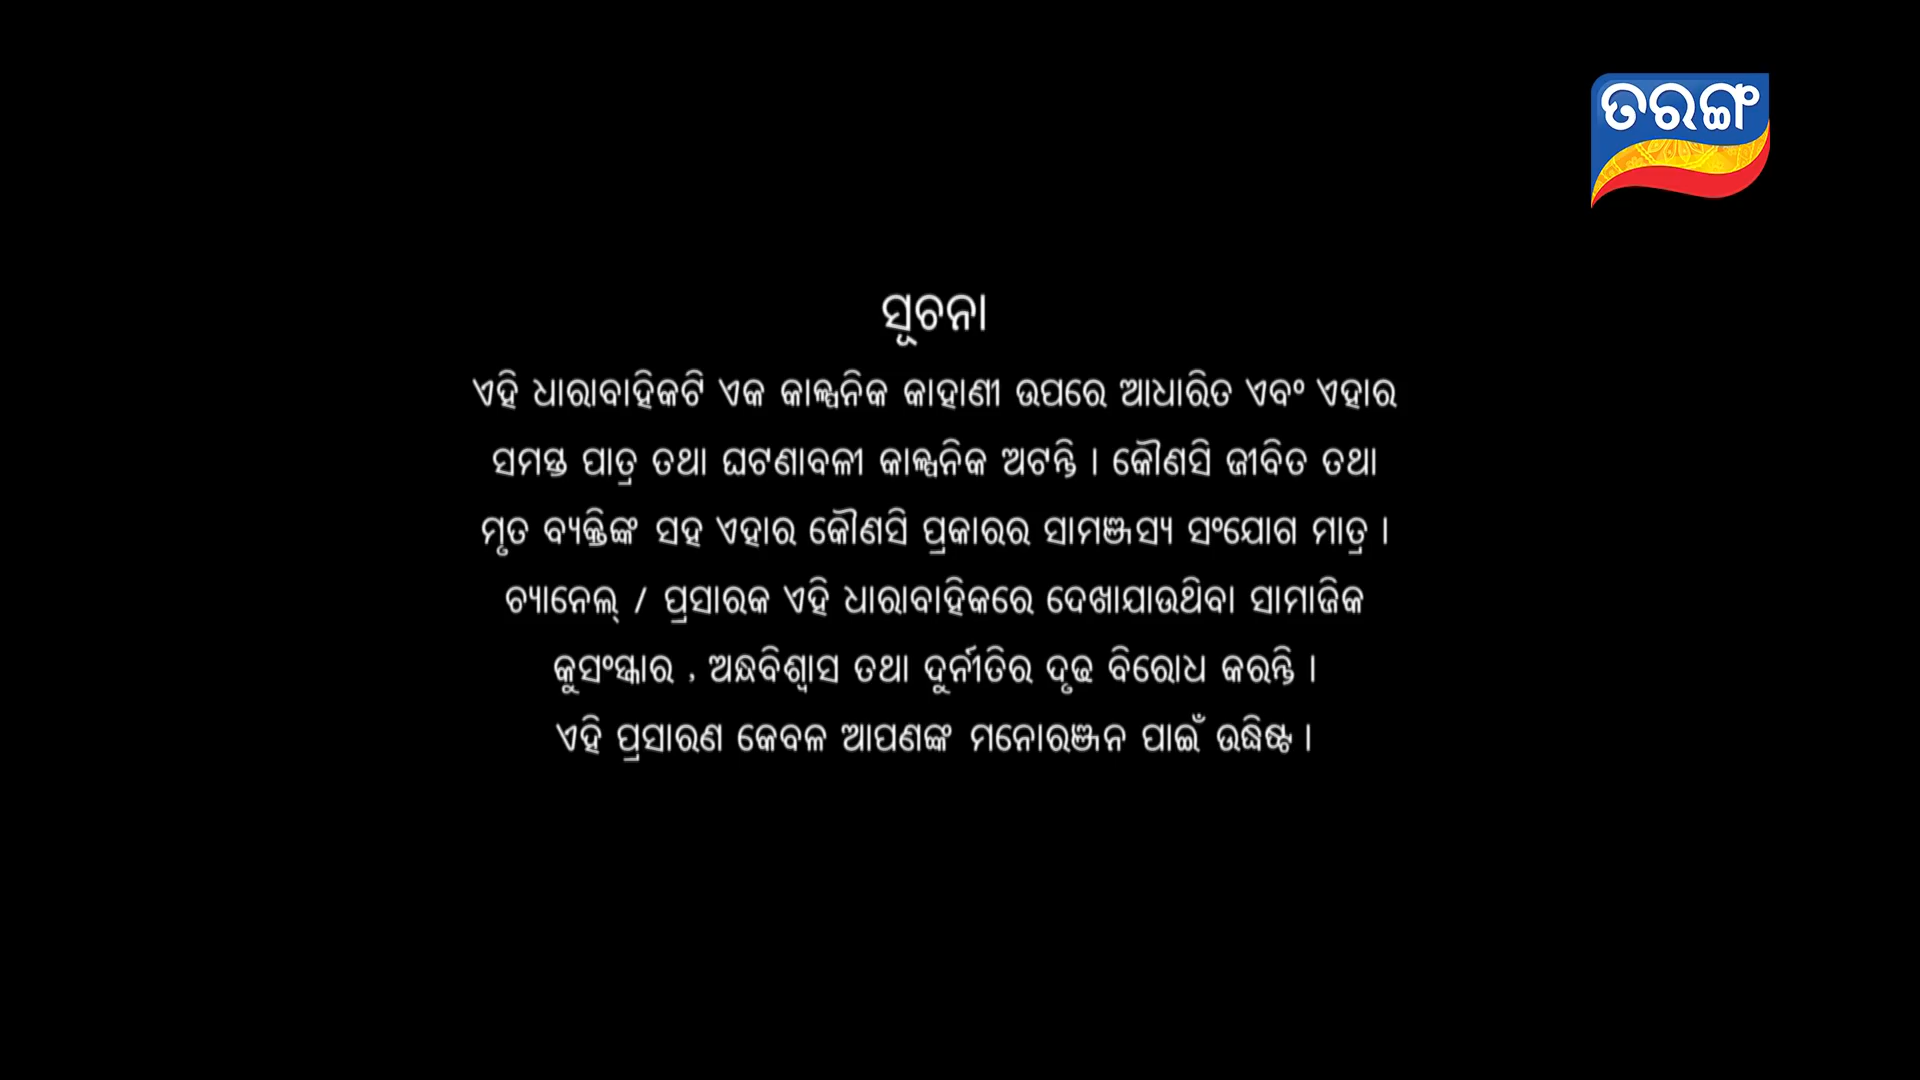 ତରଙ୍ଗ
ସୂଚନା
ଏହି ଧାରାବାହିକଟି ଏକ କାଳ୍ପନିକ କାହାଣୀ ଉପରେ ଆଧାରିତ ଏବଂ ଏହାର
ସମସ୍ତ ପାତ୍ର ତଥା ଘଟଣାବଳୀ କାଳ୍ପନିକ ଅଟନ୍ତି । କୌଣସି ଜୀବିତ ତଥା
ମୃତ ବ୍ୟକ୍ତିଙ୍କ ସହ ଏହାର କୌଣସି ପ୍ରକାରର ସାମଞ୍ଜସ୍ୟ ସଂଯୋଗ ମାତ୍ର ।
ଚ୍ୟାନେଲ୍ / ପ୍ରସାରକ ଏହି ଧାରାବାହିକରେ ଦେଖାଯାଉଥିବା ସାମାଜିକ
କୁସଂସ୍କାର , ଅନ୍ଧବିଶ୍ୱାସ ତଥା ଦୁର୍ନୀତିର ଦୃଢ ବିରୋଧ କରନ୍ତି ।
ଏହି ପ୍ରସାରଣ କେବଳ ଆପଣଙ୍କ ମନୋରଞ୍ଜନ ପାଇଁ ଉଦ୍ଧିଷ୍ଟ ।